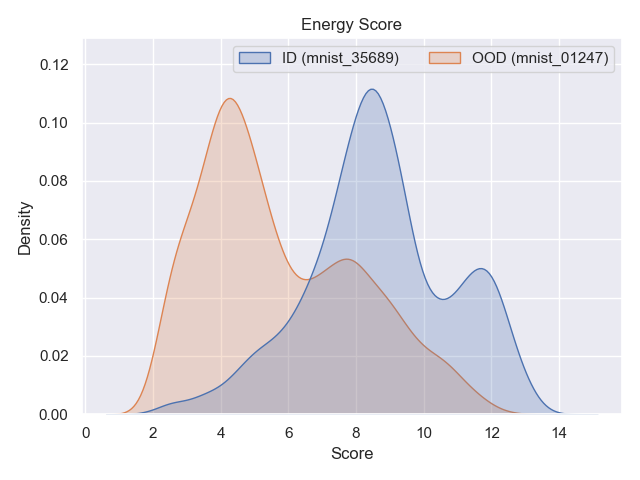 Energy Score
ID (mnist_35689)
OOD (mnist_01247)
0.12
0.10
0.08
0.06
0.04
0.02
0.00
Density
0 2 4 6 8 10 12 14
Score